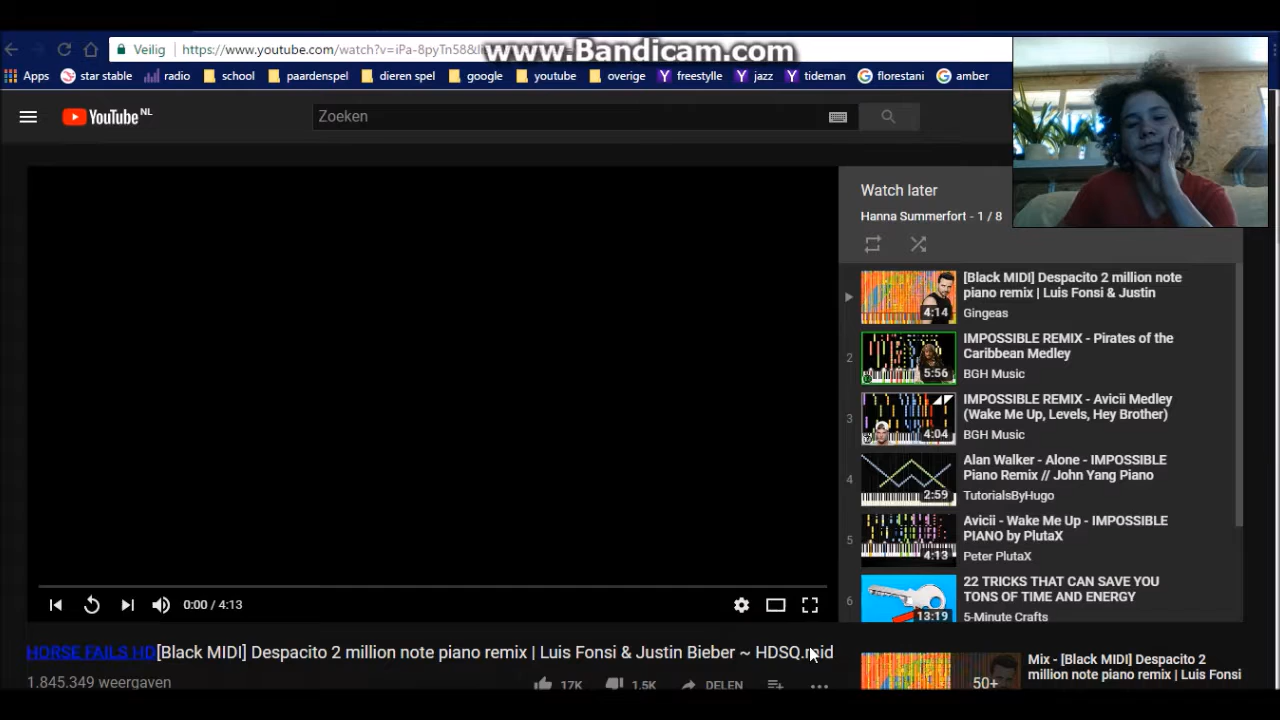 www.Bandicam.com
Veilig https://www.youtube.com/watch?v=iPa-8pyTn58&
Apps star stable radio school paardenspel dieren spel google youtube overige freestylle jazz tideman florestani amber
YouTube NL
Zoeken
Watch later
Hanna Summerfort - 1 / 8
[Black MIDI] Despacito 2 million note
piano remix | Luis Fonsi & Justin
Gingeas
4:14
2
IMPOSSIBLE REMIX - Pirates of the
Caribbean Medley
BGH Music
5:56
3
IMPOSSIBLE REMIX - Avicii Medley
(Wake Me Up, Levels, Hey Brother)
BGH Music
4:04
4
Alan Walker - Alone - IMPOSSIBLE
Piano Remix // John Yang Piano
TutorialsByHugo
2:59
5
Avicii - Wake Me Up - IMPOSSIBLE
PIANO by PlutaX
Peter PlutaX
4:13
6
22 TRICKS THAT CAN SAVE YOU
TONS OF TIME AND ENERGY
5-Minute Crafts
13:19
0:00 / 4:13
HORSE FAILS HD[Black MIDI] Despacito 2 million note piano remix | Luis Fonsi & Justin Bieber ~ HDSQ.mid
1.845.349 weergaven
17K 1.5K DELEN
Mix - [Black MIDI] Despacito 2
million note piano remix | Luis Fonsi
50+